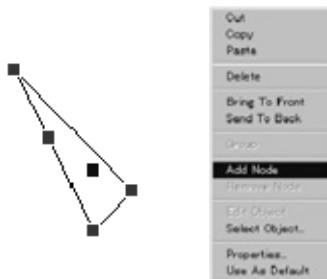 Cut
Copy
Paste
Delete
Bring To Front
Send To Back
Group
Add Node
Remove Node
Edit Object
Select Object...
Properties...
Use As Default